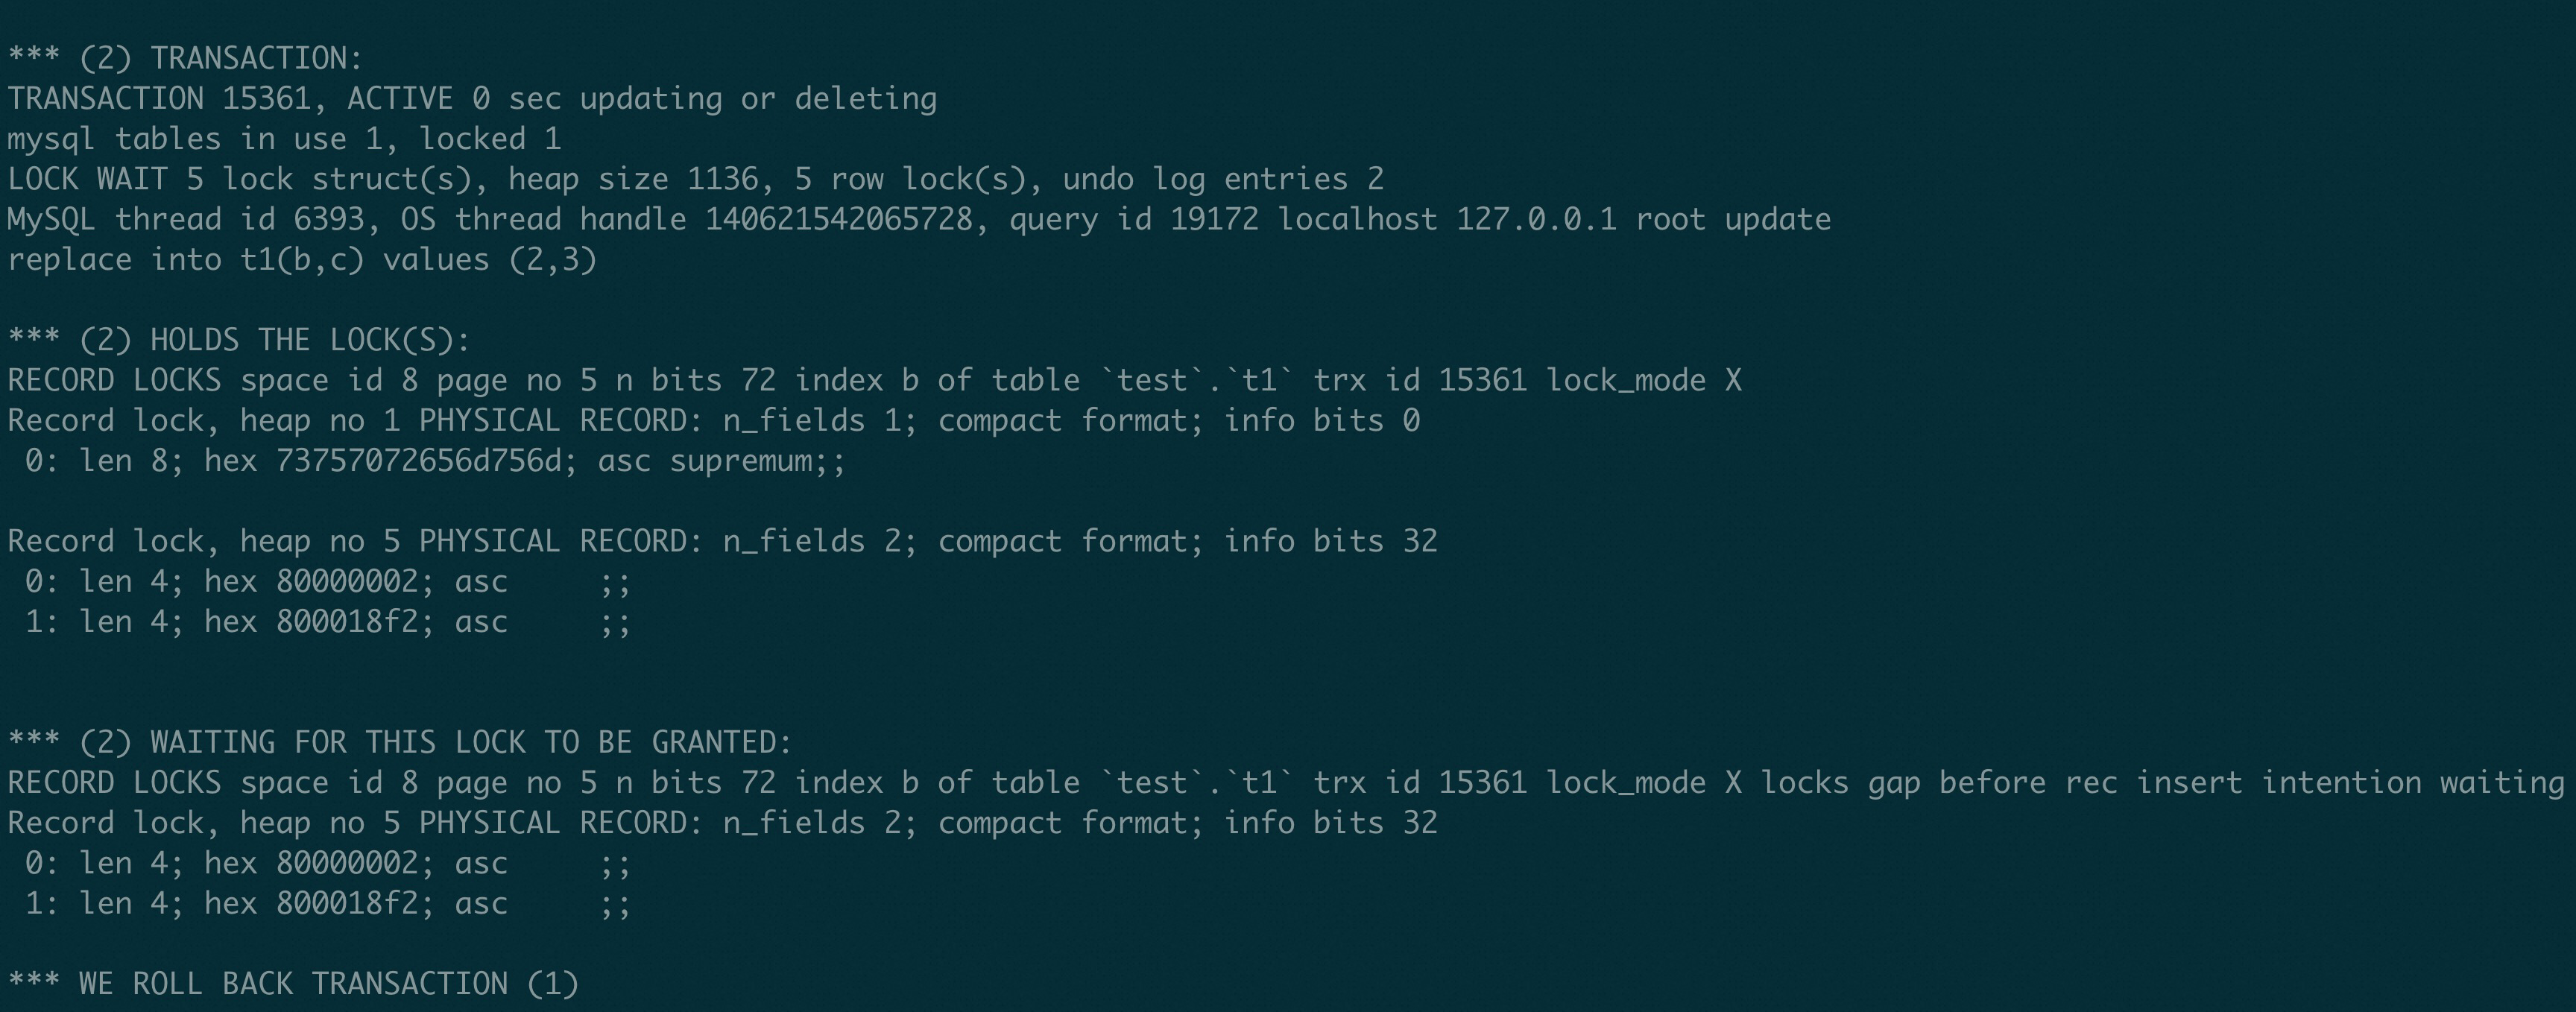 *** (2) TRANSACTION:
TRANSACTION 15361, ACTIVE 0 sec updating or deleting
mysql tables in use 1, locked 1
LOCK WAIT 5 lock struct(s), heap size 1136, 5 row lock(s), undo log entries 2
MySQL thread id 6393, OS thread handle 140621542065728, query id 19172 localhost 127.0.0.1 root update
replace into t1(b,c) values (2,3)
*** (2) HOLDS THE LOCK(S):
RECORD LOCKS space id 8 page no 5 n bits 72 index b of table `test`.`t1` trx id 15361 lock_mode X
Record lock, heap no 1 PHYSICAL RECORD: n_fields 1; compact format; info bits 0
 0: len 8; hex 73757072656d756d; asc supremum;;
Record lock, heap no 5 PHYSICAL RECORD: n_fields 2; compact format; info bits 32
 0: len 4; hex 80000002; asc     ;;
 1: len 4; hex 800018f2; asc     ;;
*** (2) WAITING FOR THIS LOCK TO BE GRANTED:
RECORD LOCKS space id 8 page no 5 n bits 72 index b of table `test`.`t1` trx id 15361 lock_mode X locks gap before rec insert intention waiting
Record lock, heap no 5 PHYSICAL RECORD: n_fields 2; compact format; info bits 32
 0: len 4; hex 80000002; asc     ;;
 1: len 4; hex 800018f2; asc     ;;
*** WE ROLL BACK TRANSACTION (1)